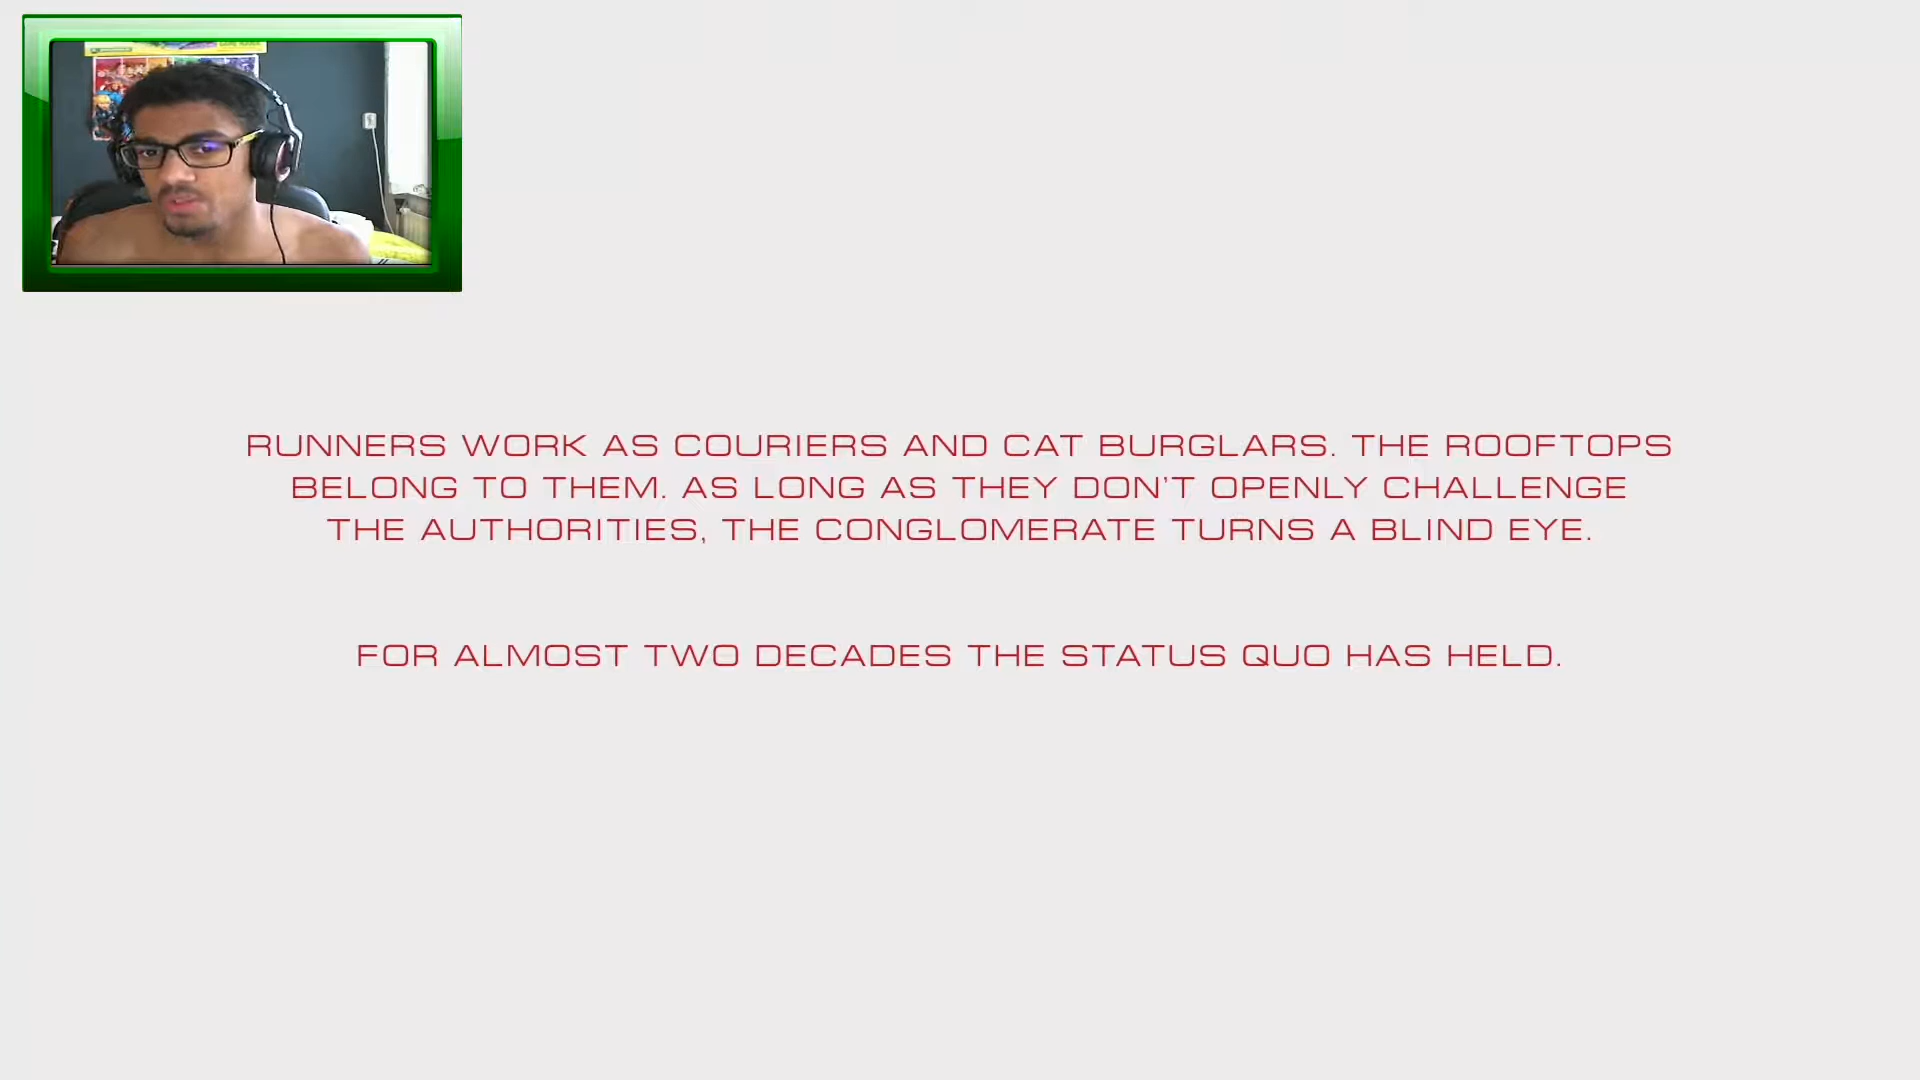 RUNNERS WORK AS COURIERS AND CAT BURGLARS. THE ROOFTOPS
BELONG TO THEM. AS LONG AS THEY DON'T OPENLY CHALLENGE
THE AUTHORITIES, THE CONGLOMERATE TURNS A BLIND EYE.
FOR ALMOST TWO DECADES THE STATUS QUO HAS HELD.